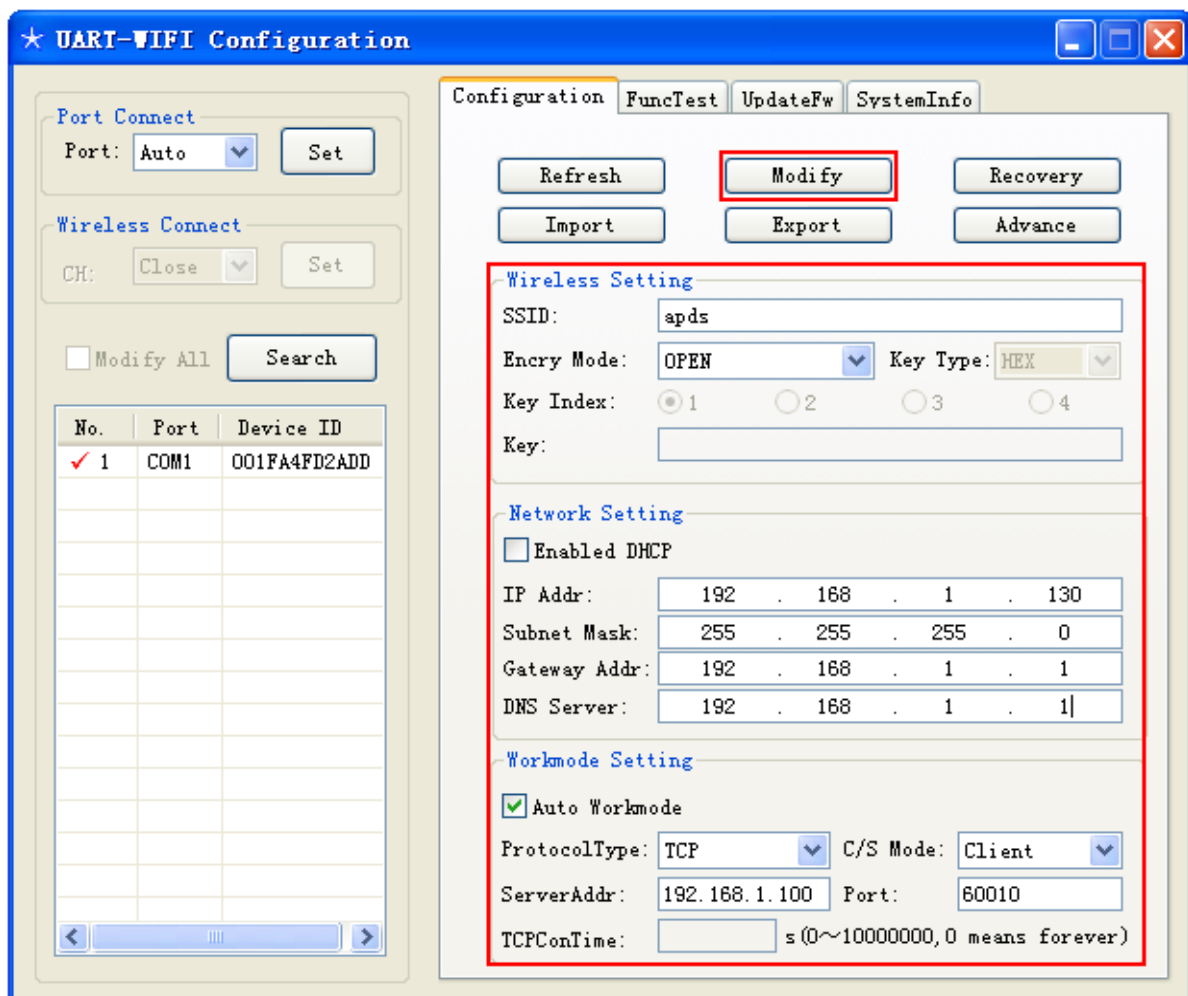 UART-WIFI Configuration
Port Connect
Port: Auto Set
Wireless Connect
CH: Close Set
Modify All Search
No. Port Device ID
1 COM1 001FA4FD2ADD
Configuration FuncTest UpdateFw SystemInfo
Refresh Modify Recovery
Import Export Advance
Wireless Setting
SSID: apds
Encry Mode: OPEN Key Type: HEX
Key Index: 1 2 3 4
Key:
Network Setting
Enabled DHCP
IP Addr: 192 . 168 . 1 . 130
Subnet Mask: 255 . 255 . 255 . 0
Gateway Addr: 192 . 168 . 1 . 1
DNS Server: 192 . 168 . 1 . 1
Workmode Setting
Auto Workmode
ProtocolType: TCP C/S Mode: Client
ServerAddr: 192.168.1.100 Port: 60010
TCPConTime: s(0~10000000,0 means forever)